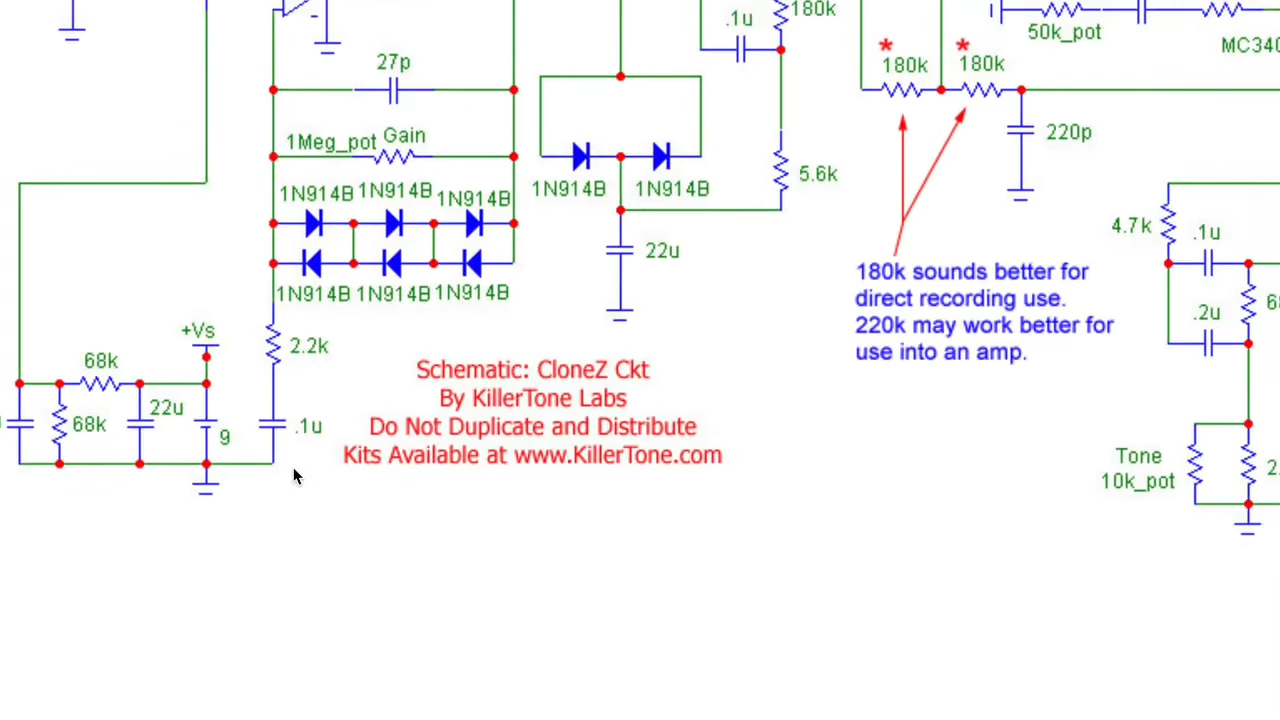 180k
.1u
50k_pot
MC340
*
*
180k
180k
27p
220p
1Meg_pot
Gain
5.6k
1N914B
1N914B
1N914B
1N914B
1N914B
4.7k
.1u
22u
180k sounds better for
direct recording use.
220k may work better for
use into an amp.
1N914B
1N914B
1N914B
.2u
+Vs
2.2k
68k
Schematic: CloneZ Ckt
By KillerTone Labs
Do Not Duplicate and Distribute
Kits Available at www.KillerTone.com
22u
68k
9
.1u
Tone
10k_pot